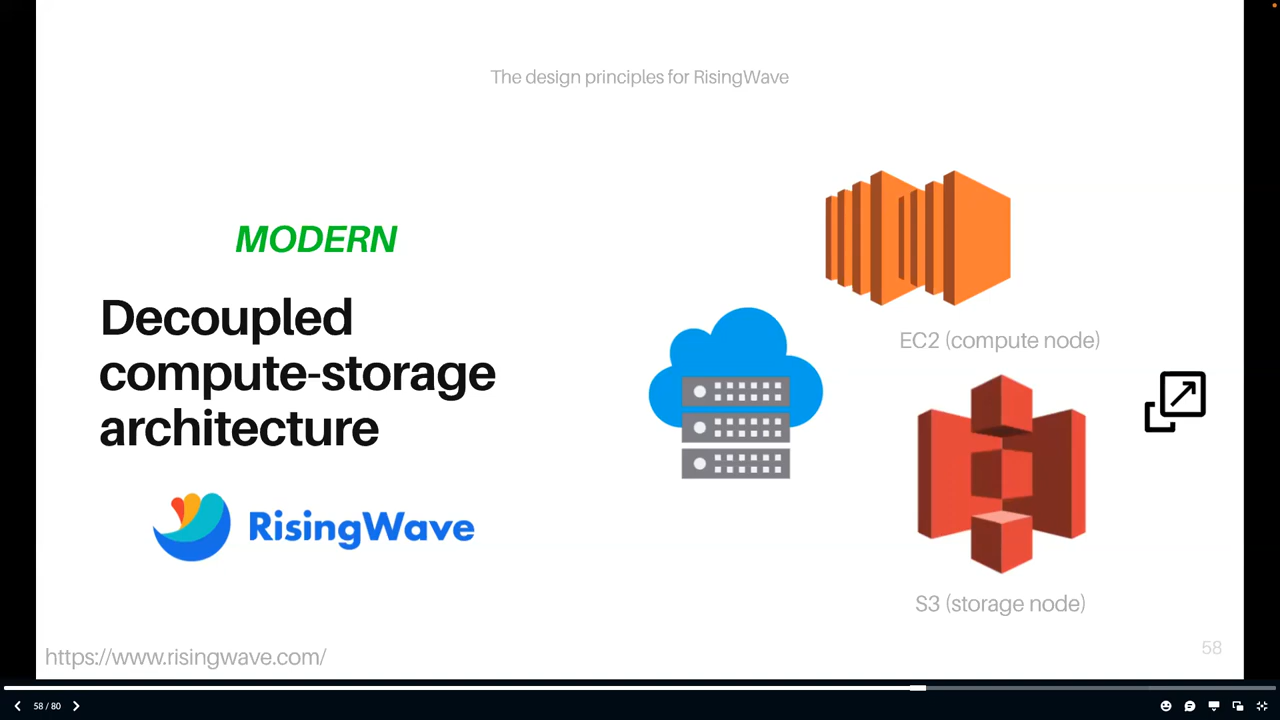 The design principles for RisingWave
MODERN
Decoupled
compute-storage
architecture
RisingWave
EC2 (compute node)
S3 (storage node)
https://www.risingwave.com/
58
58 / 80